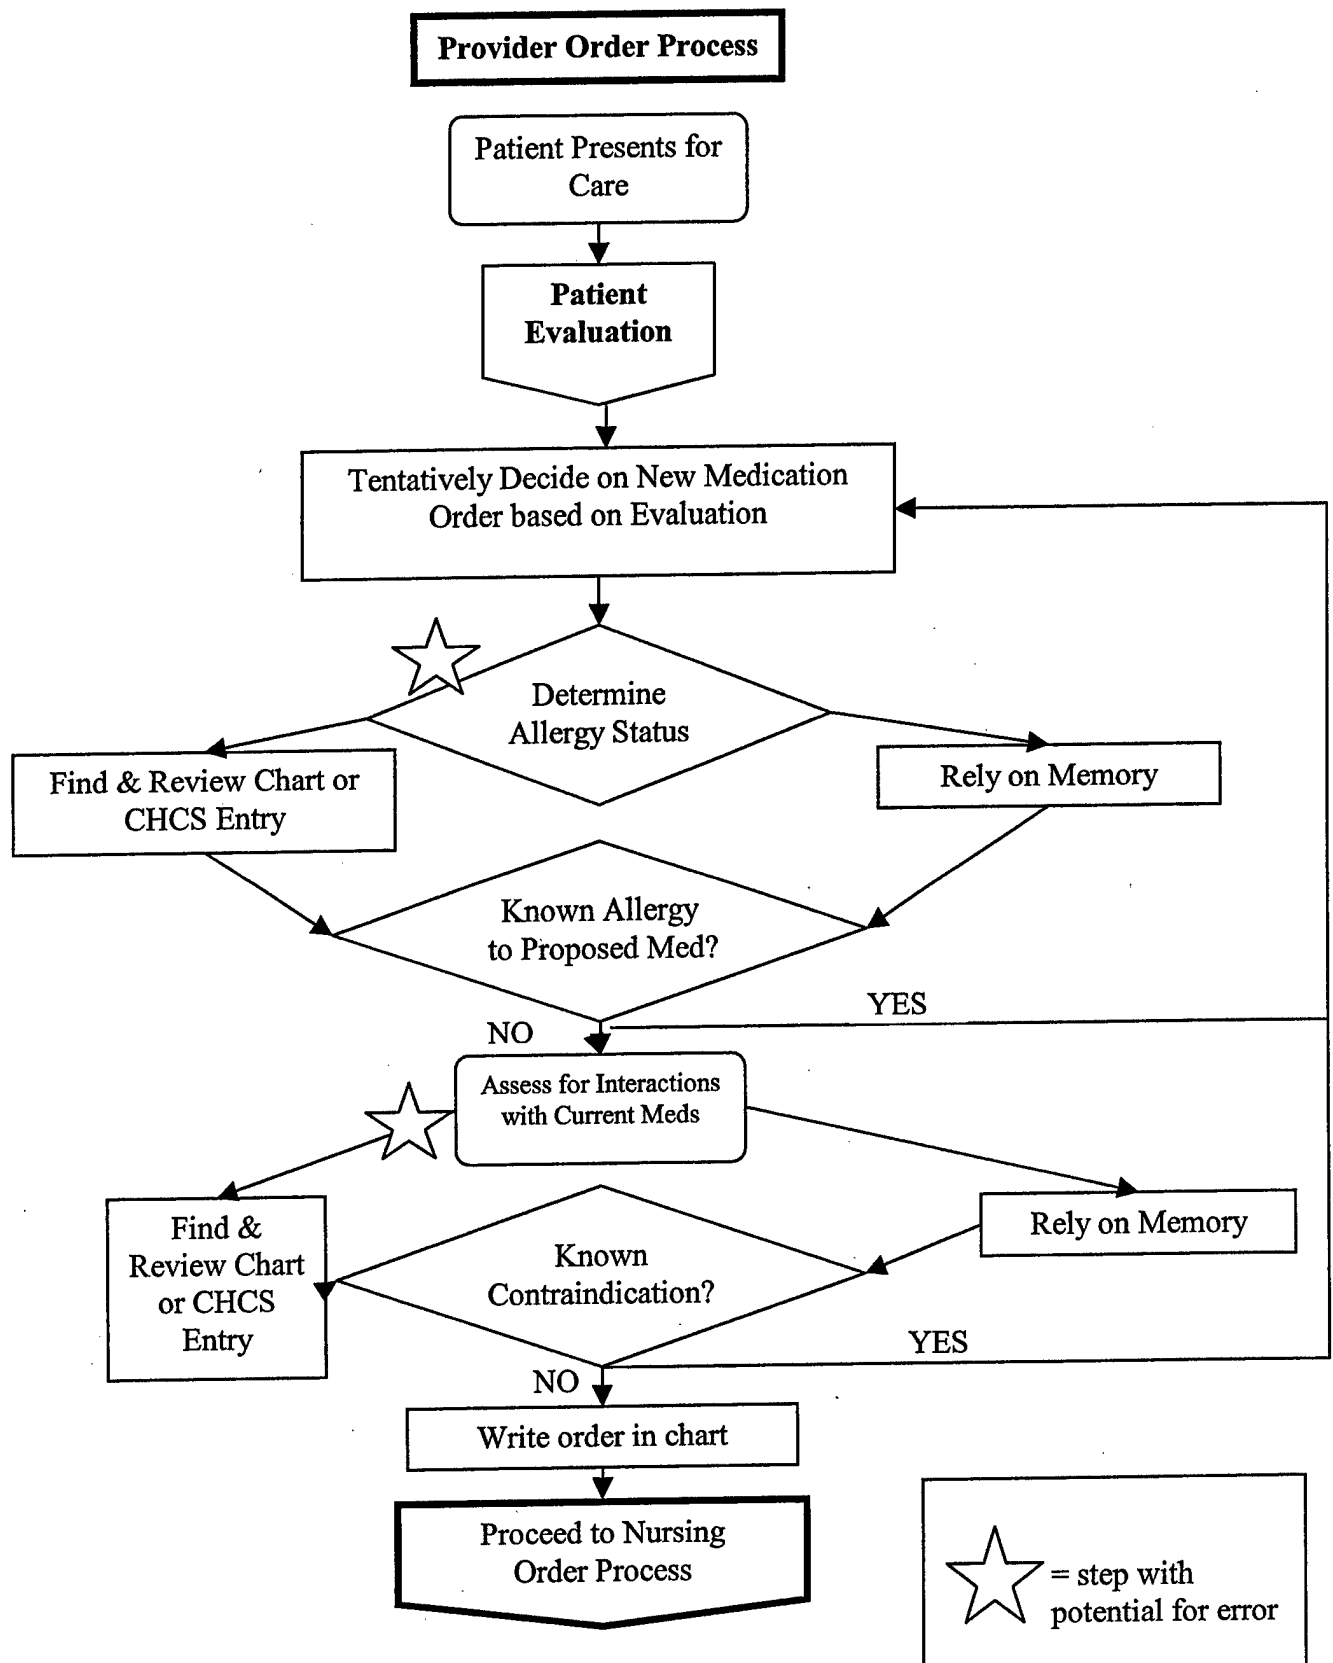 Provider Order Process
Patient Presents for
Care
Patient
Evaluation
Tentatively Decide on New Medication
Order based on Evaluation
Determine
Allergy Status
Find & Review Chart or
CHCS Entry
Rely on Memory
Known Allergy
to Proposed Med?
YES
NO
Assess for Interactions
with Current Meds
Find &
Review Chart
or CHCS
Entry
Rely on Memory
Known
Contraindication?
YES
NO
Write order in chart
Proceed to Nursing
Order Process
= step with
potential for error